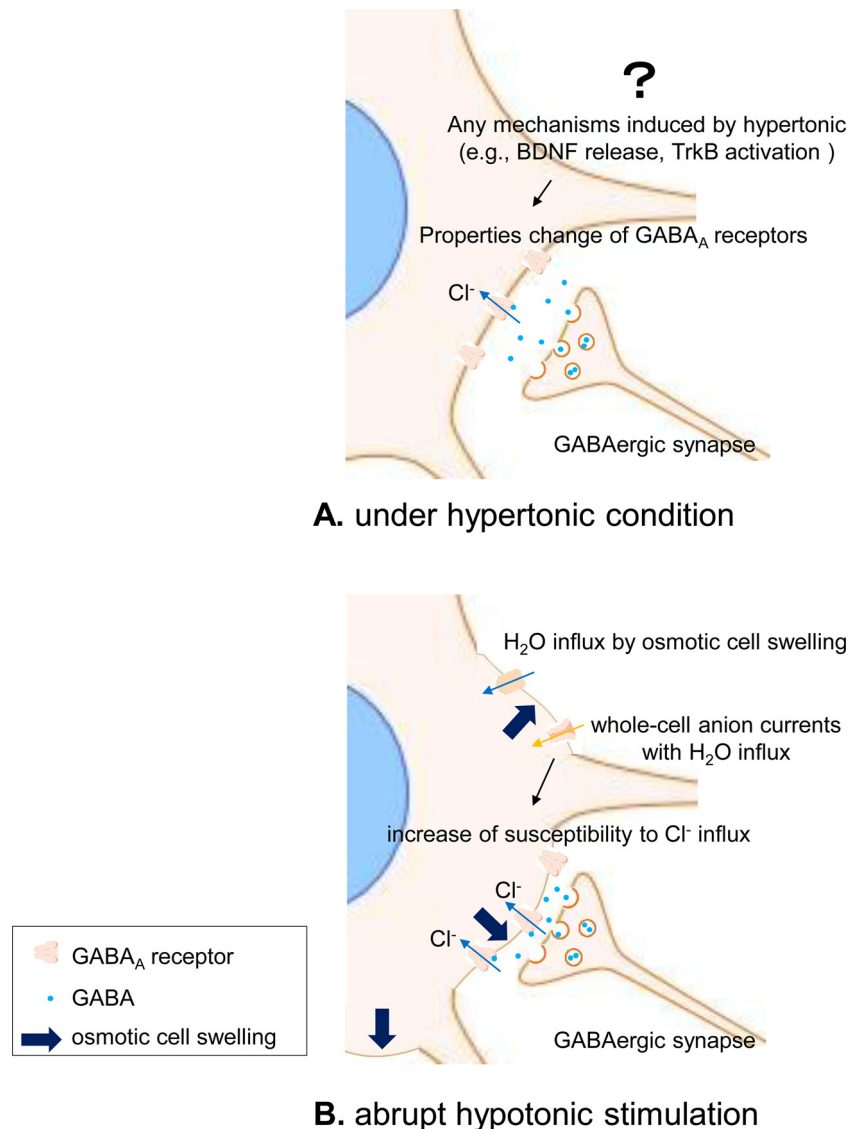 ?
Any mechanisms induced by hypertonic
(e.g., BDNF release, TrkB activation )
Properties change of GABA_A receptors
Cl⁻
GABAergic synapse
A. under hypertonic condition
H₂O influx by osmotic cell swelling
whole-cell anion currents
with H₂O influx
increase of susceptibility to Cl⁻ influx
Cl⁻
Cl⁻
GABA_A receptor
GABA
osmotic cell swelling
GABAergic synapse
B. abrupt hypotonic stimulation